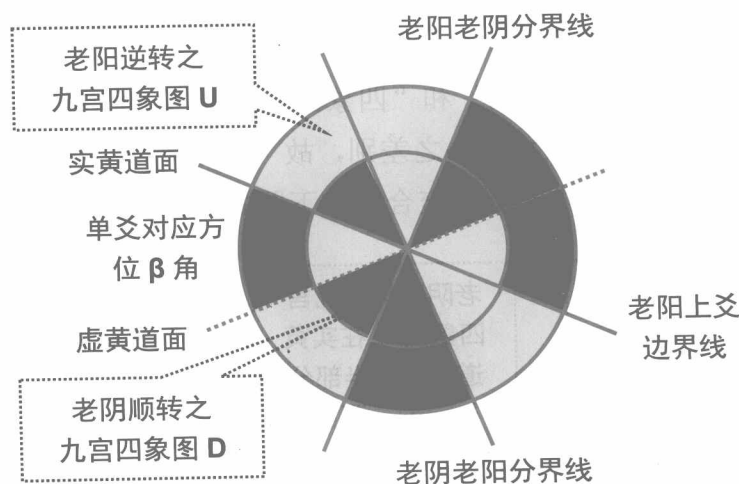 老阳老阴分界线
老阳逆转之
九宫四象图 U
实黄道面
单爻对应方
位 β 角
虚黄道面
老阳上爻
边界线
老阴顺转之
九宫四象图 D
老阴老阳分界线